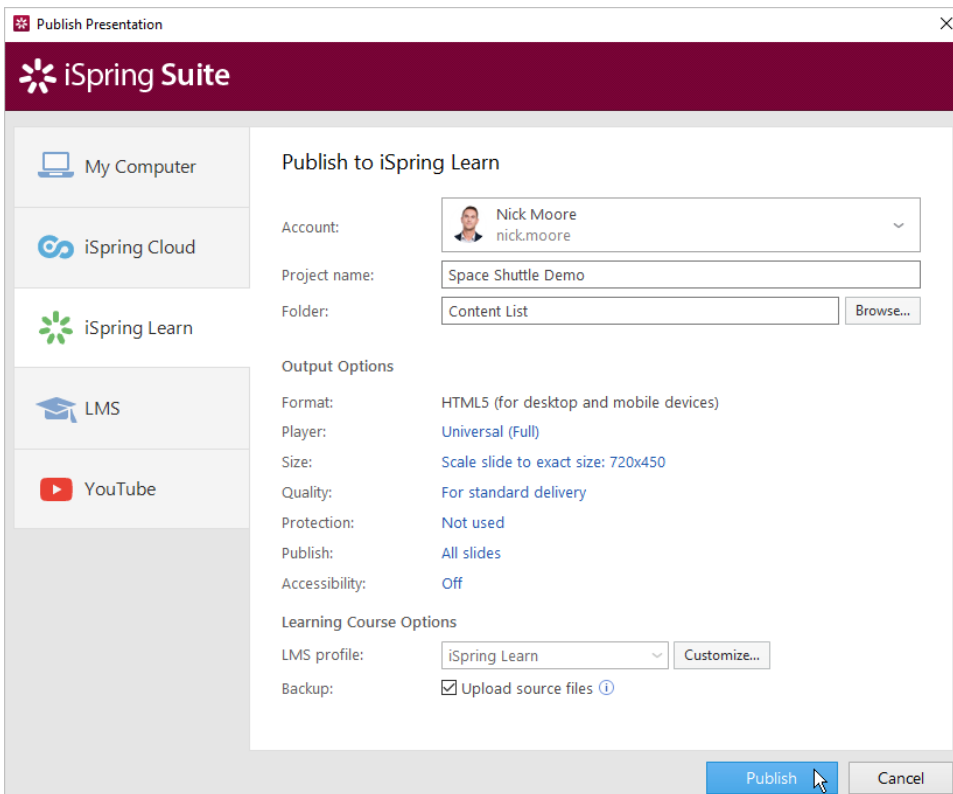 Publish Presentation
iSpring Suite
My Computer
iSpring Cloud
iSpring Learn
LMS
YouTube
Publish to iSpring Learn
Account:
Nick Moore
nick.moore
Project name:
Space Shuttle Demo
Folder:
Content List
Browse...
Output Options
Format:
HTML5 (for desktop and mobile devices)
Player:
Universal (Full)
Size:
Scale slide to exact size: 720x450
Quality:
For standard delivery
Protection:
Not used
Publish:
All slides
Accessibility:
Off
Learning Course Options
LMS profile:
iSpring Learn
Customize...
Backup:
Upload source files
Publish
Cancel